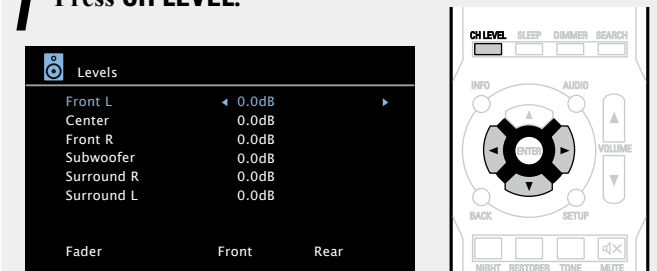 1 Press CH LEVEL.
Levels
Front L 0.0dB
Center 0.0dB
Front R 0.0dB
Subwoofer 0.0dB
Surround R 0.0dB
Surround L 0.0dB
Fader Front Rear
CH LEVEL SLEEP DIMMER SEARCH
INFO AUDIO
ENTER
VOLUME
BACK SETUP
NIGHT RESTORER TONE MUTE